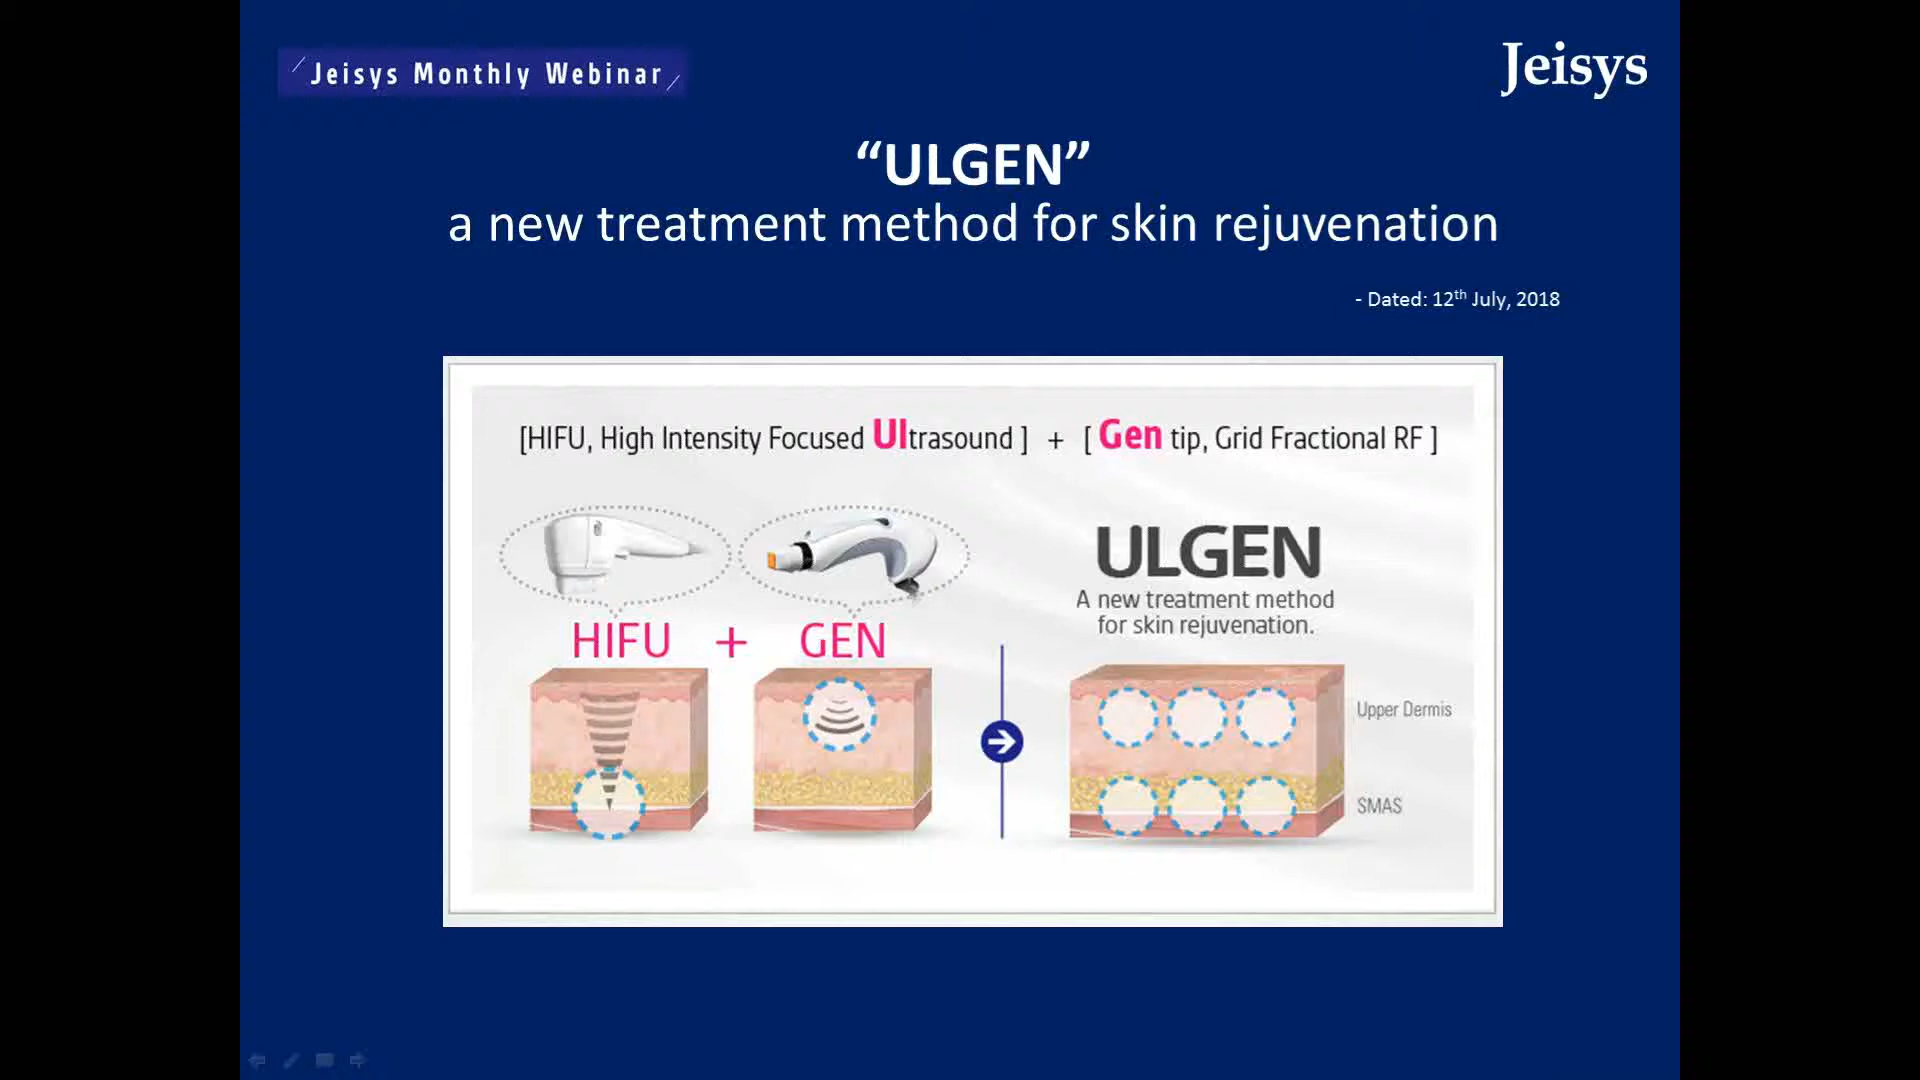 Jeisys Monthly Webinar
Jeisys
“ULGEN”
a new treatment method for skin rejuvenation
- Dated: 12th July, 2018
[HIFU, High Intensity Focused Ultrasound ] + [ Gen tip, Grid Fractional RF ]
HIFU + GEN
ULGEN
A new treatment method
for skin rejuvenation.
Upper Dermis
SMAS